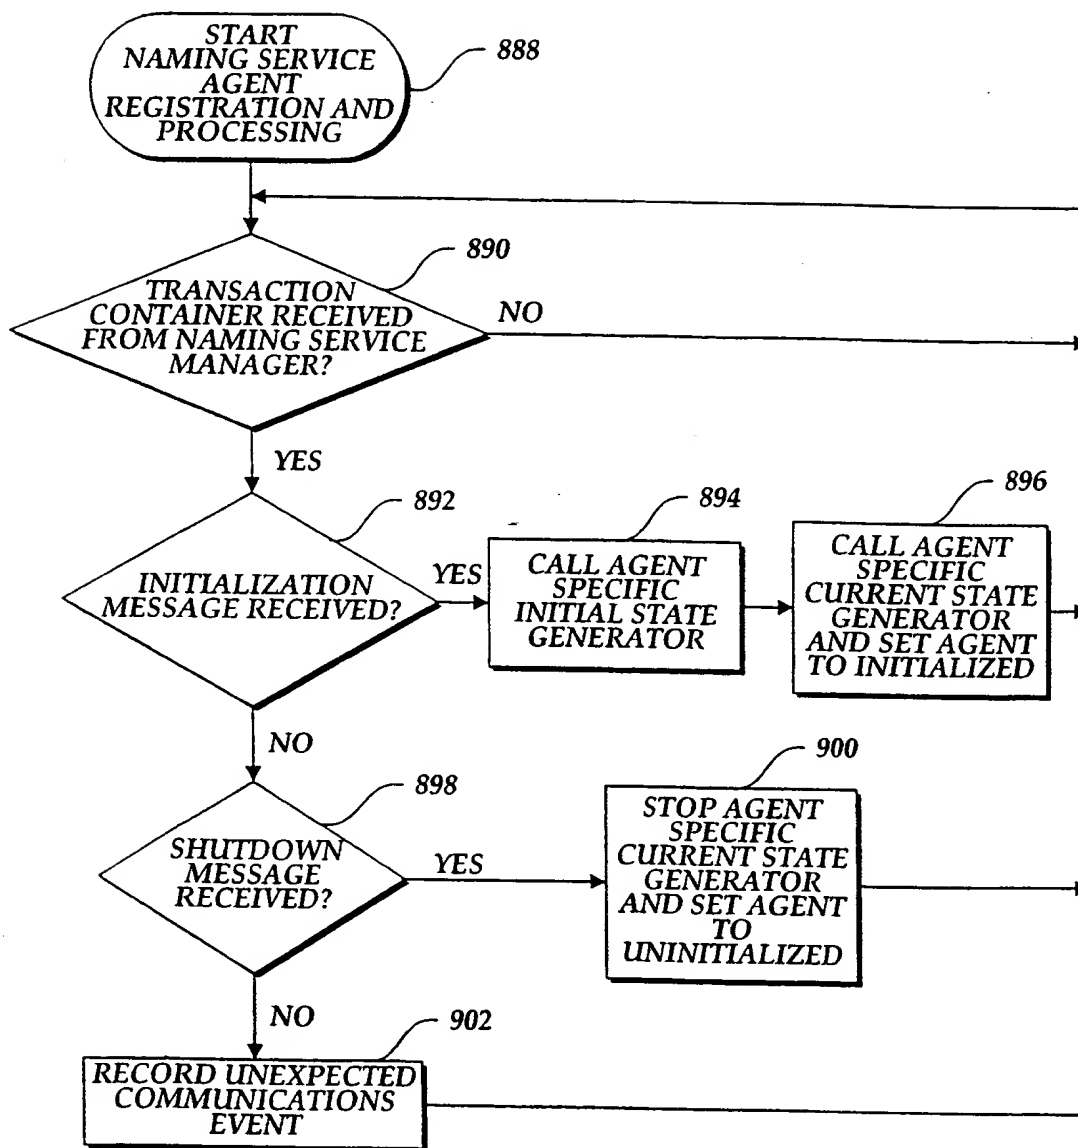 START
NAMING SERVICE
AGENT
REGISTRATION AND
PROCESSING
888
890
TRANSACTION
CONTAINER RECEIVED
FROM NAMING SERVICE
MANAGER?
NO
YES
892
INITIALIZATION
MESSAGE RECEIVED?
YES
894
CALL AGENT
SPECIFIC
INITIAL STATE
GENERATOR
896
CALL AGENT
SPECIFIC
CURRENT STATE
GENERATOR
AND SET AGENT
TO INITIALIZED
NO
898
SHUTDOWN
MESSAGE
RECEIVED?
YES
900
STOP AGENT
SPECIFIC
CURRENT STATE
GENERATOR
AND SET AGENT
TO
UNINITIALIZED
NO
902
RECORD UNEXPECTED
COMMUNICATIONS
EVENT